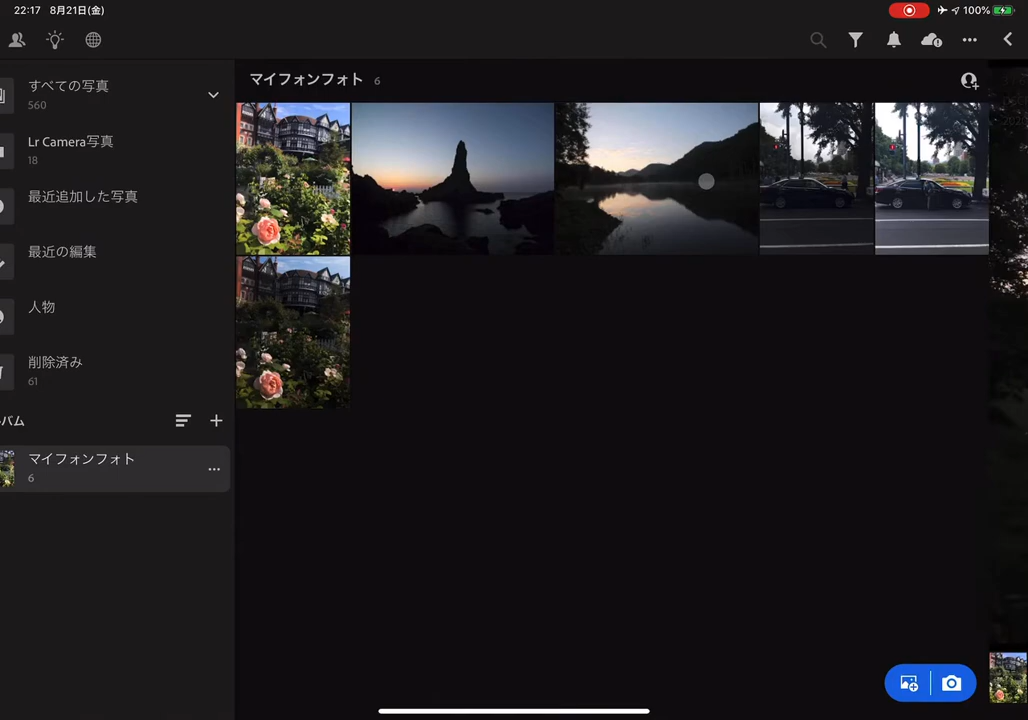 22:17 8月21日(金)
100%
すべての写真
560
Lr Camera写真
18
最近追加した写真
最近の編集
人物
削除済み
61
バム
マイフォンフォト
6
マイフォンフォト 6